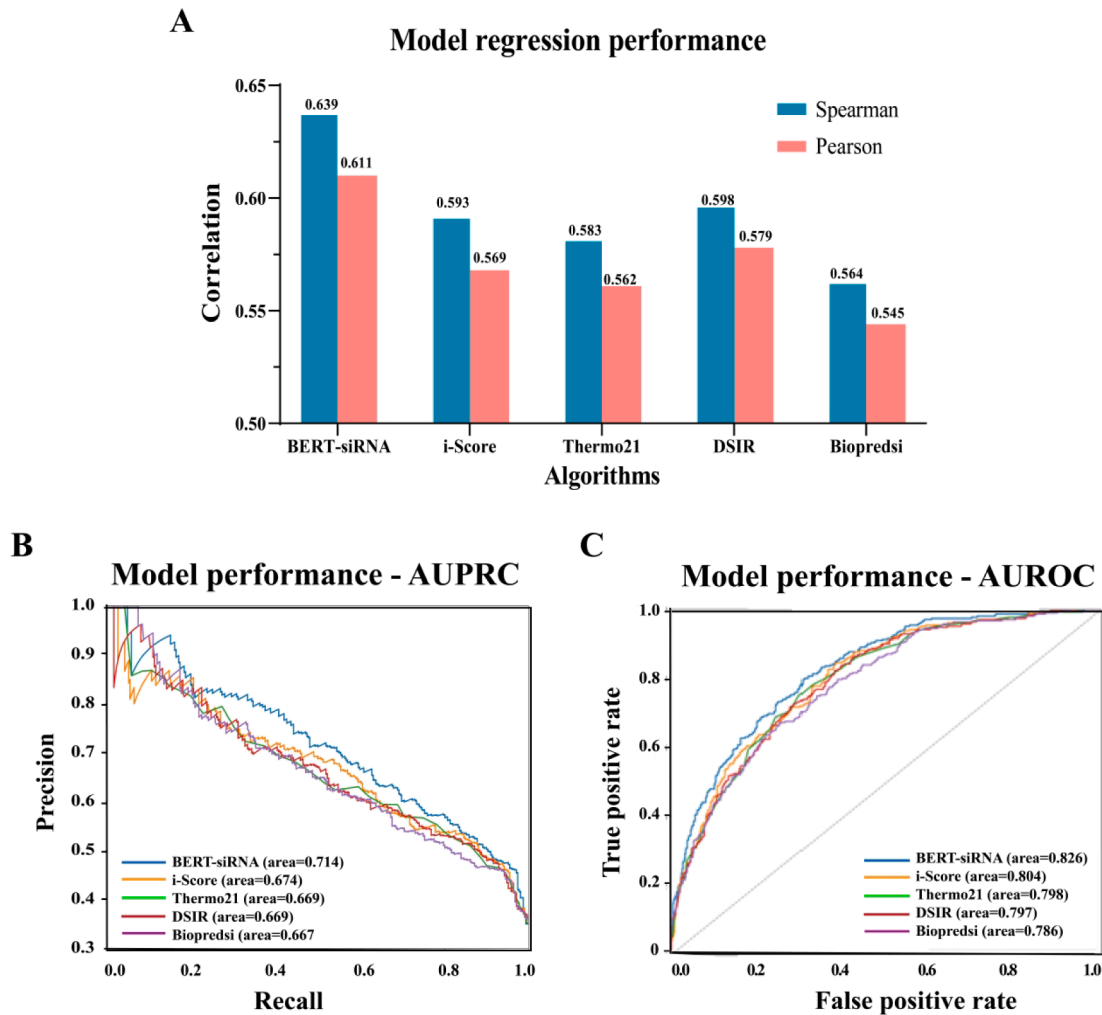 A
Model regression performance
0.65
0.60
0.55
0.50
Correlation
0.639
0.611
0.593
0.569
0.583
0.562
0.598
0.579
0.564
0.545
Spearman
Pearson
BERT-siRNA
i-Score
Thermo21
DSIR
Biopredsi
Algorithms
B
Model performance - AUPRC
1.0
0.9
0.8
0.7
0.6
0.5
0.4
0.3
Precision
BERT-siRNA (area=0.714)
i-Score (area=0.674)
Thermo21 (area=0.669)
DSIR (area=0.669)
Biopredsi (area=0.667
0.0 0.2 0.4 0.6 0.8 1.0
Recall
C
Model performance - AUROC
1.0
0.8
0.6
0.4
0.2
0
True positive rate
BERT-siRNA (area=0.826)
i-Score (area=0.804)
Thermo21 (area=0.798)
DSIR (area=0.797)
Biopredsi (area=0.786)
0.0 0.2 0.4 0.6 0.8 1.0
False positive rate